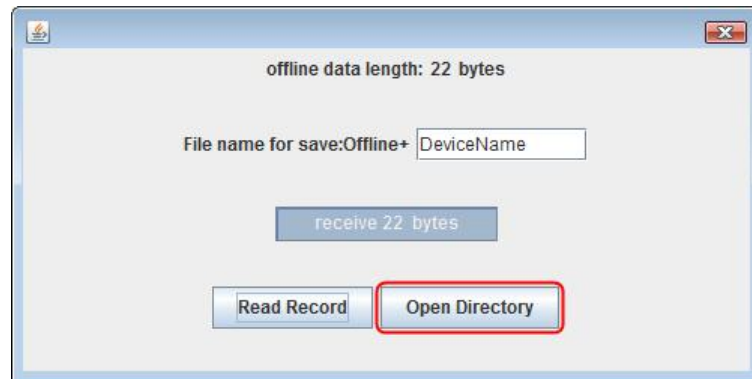 offline data length: 22 bytes
File name for save:Offline+ DeviceName
receive 22 bytes
Read Record Open Directory